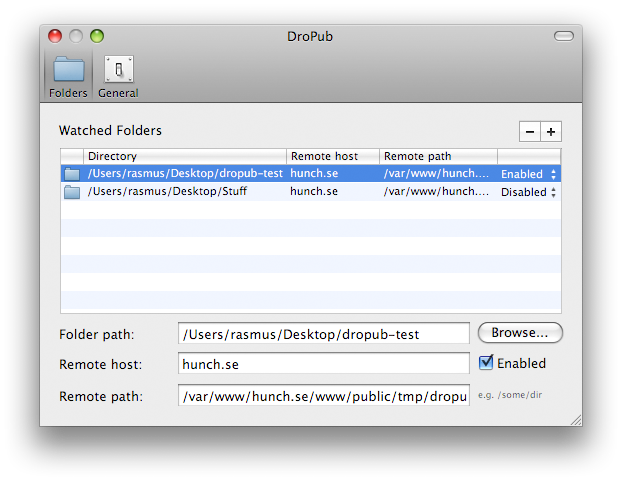 DroPub
Folders General
Watched Folders
Directory Remote host Remote path
/Users/rasmus/Desktop/dropub-test hunch.se /var/www/hunch.... Enabled
/Users/rasmus/Desktop/Stuff hunch.se /var/www/hunch.... Disabled
Folder path: /Users/rasmus/Desktop/dropub-test Browse...
Remote host: hunch.se Enabled
Remote path: /var/www/hunch.se/www/public/tmp/dropu e.g. /some/dir